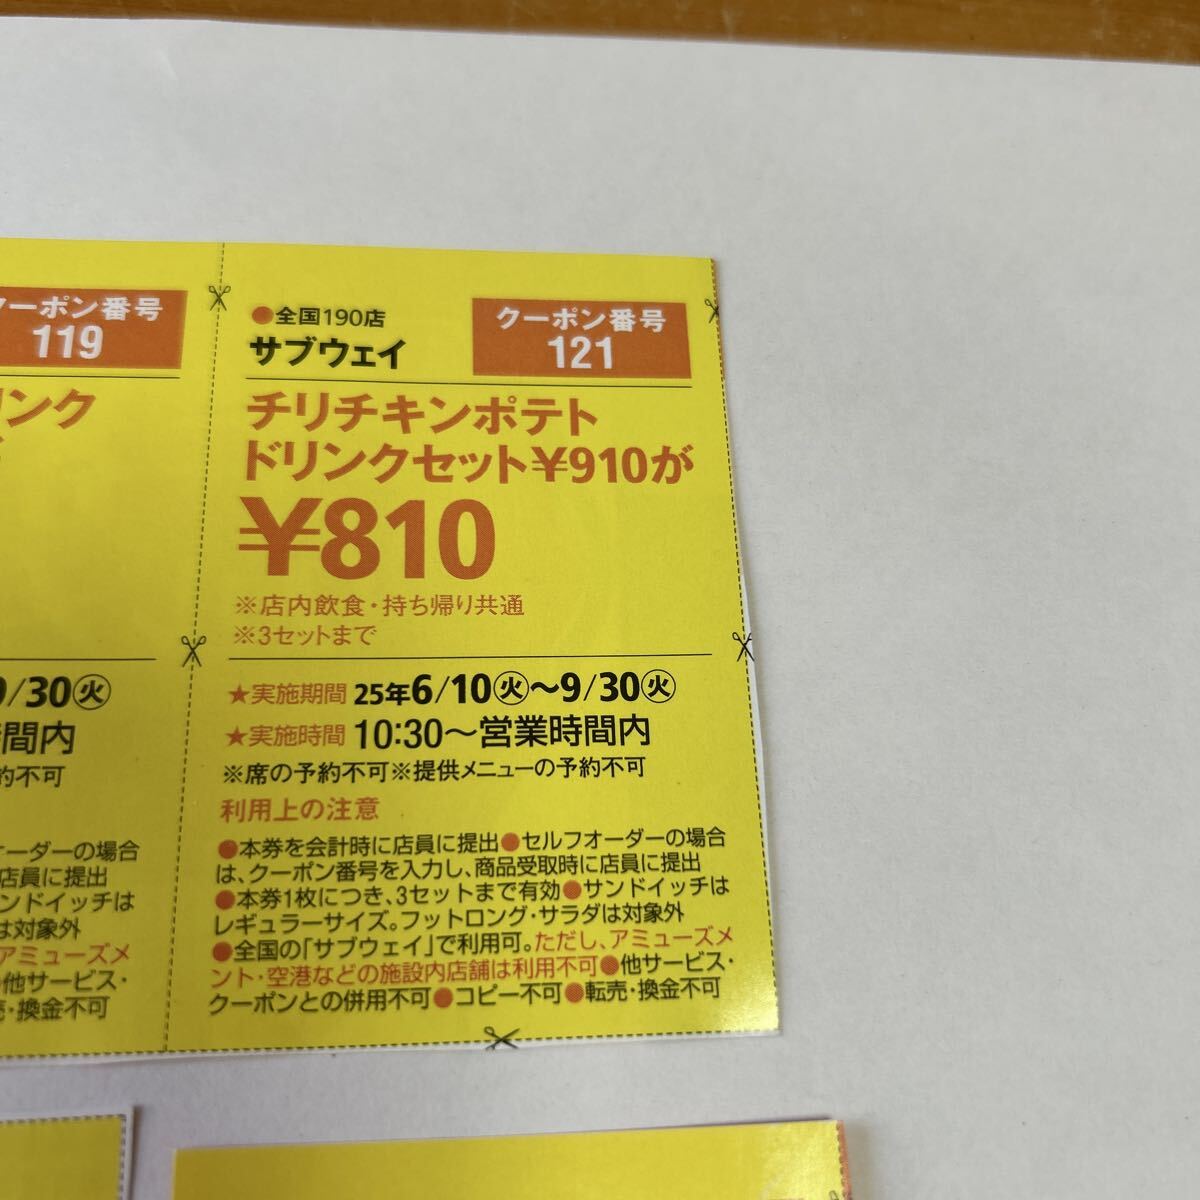 クーポン番号
119
リンク
9/30㊋
時間内
約不可
オーダーの場合
店員に提出
サンドイッチは
は対象外
アミューズメ
●他サービス・
売・換金不可
●全国190店
サブウェイ
クーポン番号
121
チリチキンポテト
ドリンクセット¥910が
¥810
※店内飲食・持ち帰り共通
※3セットまで
★実施期間 25年6/10㊋〜9/30㊋
★実施時間 10:30〜営業時間内
※席の予約不可※提供メニューの予約不可
利用上の注意
●本券を会計時に店員に提出●セルフオーダーの場合
は、クーポン番号を入力し、商品受取時に店員に提出
●本券1枚につき、3セットまで有効●サンドイッチは
レギュラーサイズ。フットロング・サラダは対象外
●全国の「サブウェイ」で利用可。ただし、アミューズメ
ント・空港などの施設内店舗は利用不可●他サービス・
クーポンとの併用不可●コピー不可●転売・換金不可